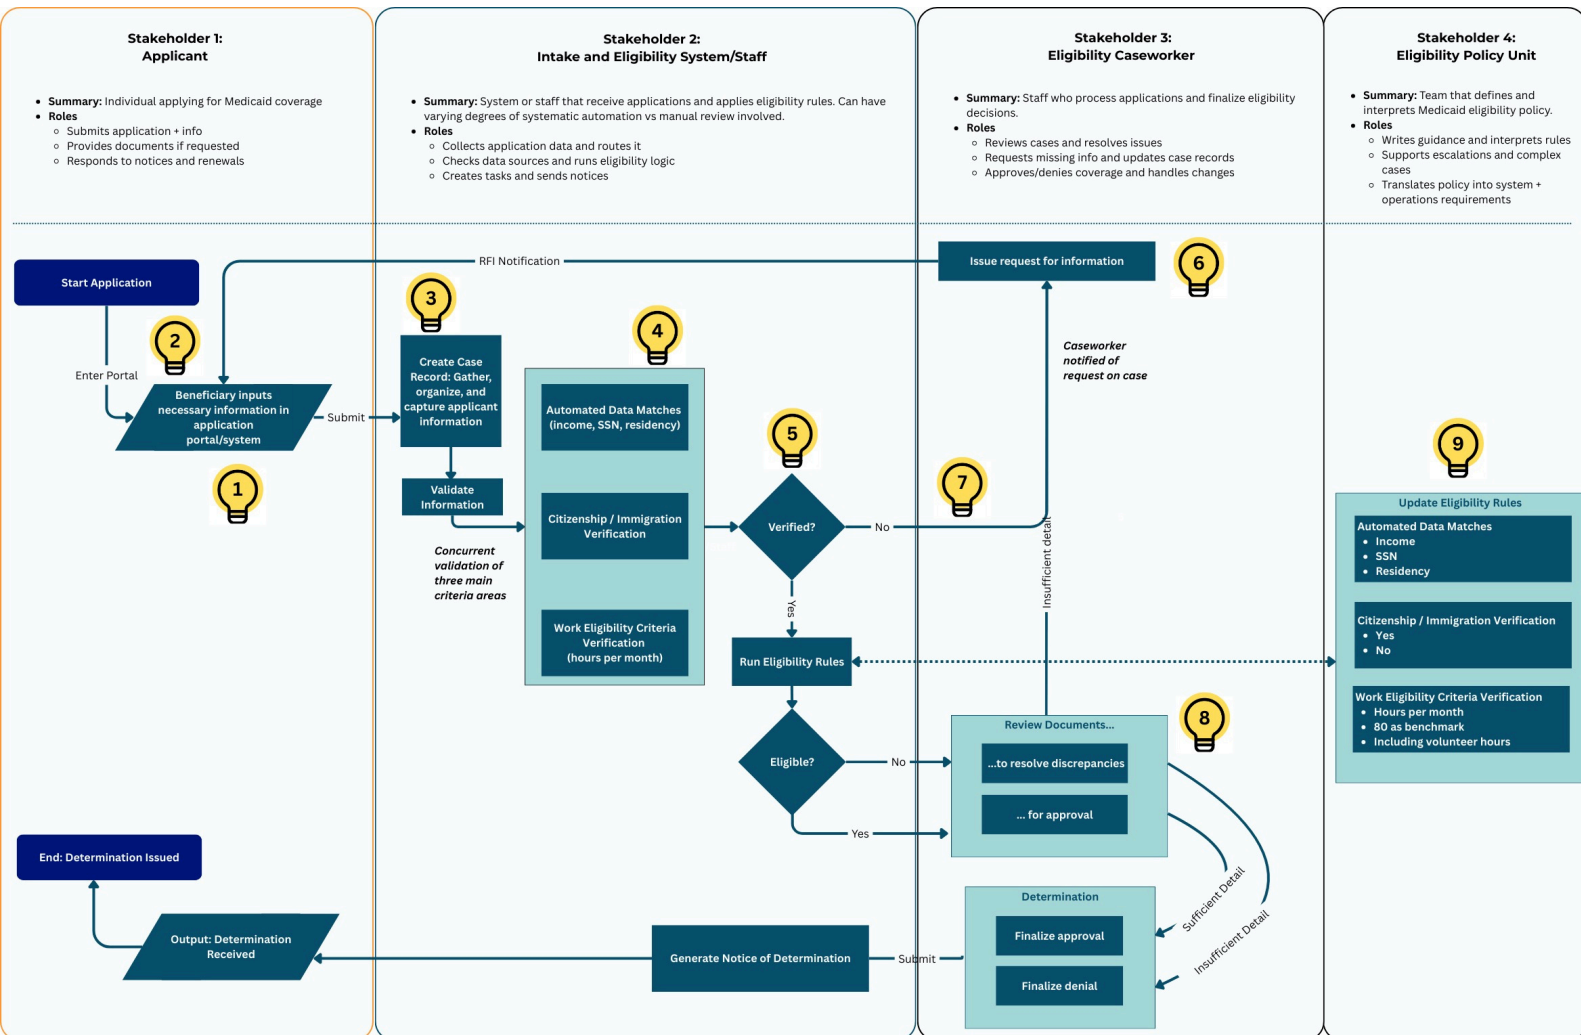 Stakeholder 1:
Applicant
• Summary: Individual applying for Medicaid coverage
• Roles
○ Submits application + info
○ Provides documents if requested
○ Responds to notices and renewals
Stakeholder 2:
Intake and Eligibility System/Staff
• Summary: System or staff that receive applications and applies eligibility rules. Can have
varying degrees of systematic automation vs manual review involved.
• Roles
○ Collects application data and routes it
○ Checks data sources and runs eligibility logic
○ Creates tasks and sends notices
Stakeholder 3:
Eligibility Caseworker
• Summary: Staff who process applications and finalize eligibility
decisions.
• Roles
○ Reviews cases and resolves issues
○ Requests missing info and updates case records
○ Approves/denies coverage and handles changes
Stakeholder 4:
Eligibility Policy Unit
• Summary: Team that defines and
interprets Medicaid eligibility policy.
• Roles
○ Writes guidance and interprets rules
○ Supports escalations and complex
cases
○ Translates policy into system +
operations requirements
Start Application
RFI Notification
Issue request for information
6
2
3
4
Enter Portal
Beneficiary inputs
necessary information in
application
portal/system
1
Submit
Create Case
Record: Gather,
organize, and
capture applicant
information
Validate
Information
Concurrent
validation of
three main
criteria areas
Automated Data Matches
(income, SSN, residency)
Citizenship / Immigration
Verification
Work Eligibility Criteria
Verification
(hours per month)
5
Verified?
No
Yes
7
Caseworker
notified of
request on case
Insufficient detail
Run Eligibility Rules
Eligible?
No
Yes
8
Review Documents...
...to resolve discrepancies
... for approval
Sufficient Detail
Insufficient Detail
Determination
Finalize approval
Finalize denial
Submit
Generate Notice of Determination
Output: Determination
Received
End: Determination Issued
9
Update Eligibility Rules
Automated Data Matches
• Income
• SSN
• Residency
Citizenship / Immigration Verification
• Yes
• No
Work Eligibility Criteria Verification
• Hours per month
• 80 as benchmark
• Including volunteer hours